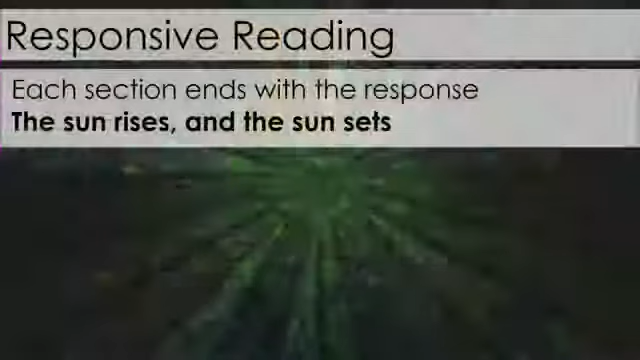 Responsive Reading
Each section ends with the response
The sun rises, and the sun sets